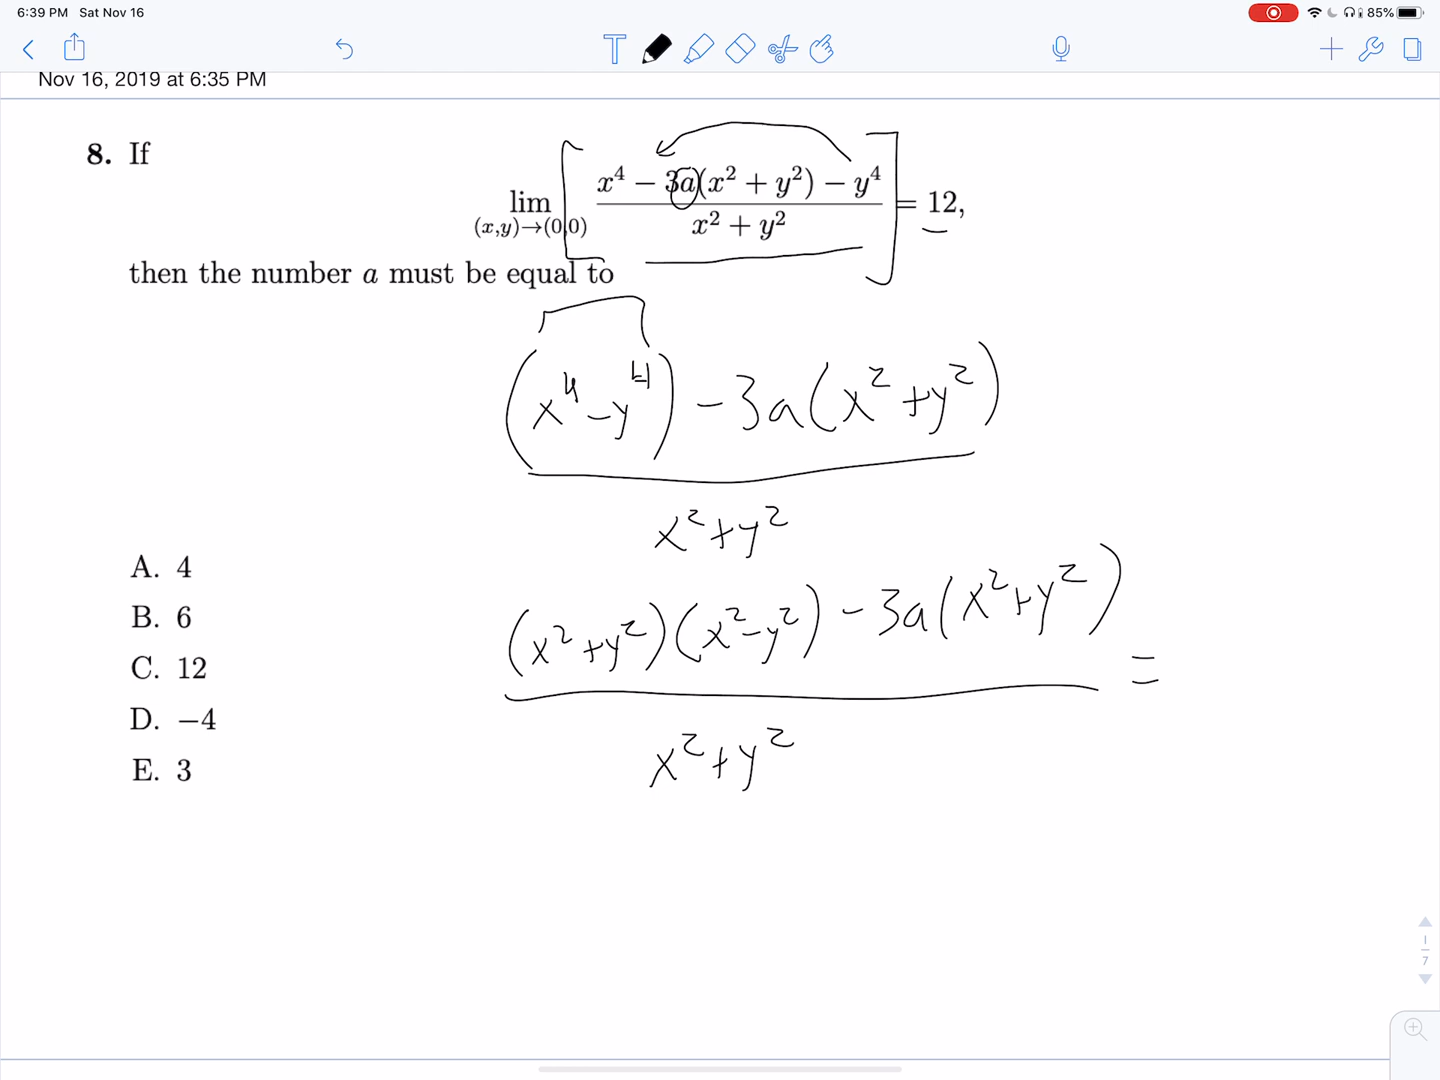 6:39 PM Sat Nov 16 85%
Nov 16, 2019 at 6:35 PM
8. If
lim (x,y)→(0,0) [ (x⁴ − 3a(x² + y²) − y⁴) / (x² + y²) ] = 12,
then the number a must be equal to
(x⁴ − y⁴) − 3a(x² + y²)
x² + y²
(x² + y²)(x² − y²) − 3a(x² + y²) =
x² + y²
A. 4
B. 6
C. 12
D. −4
E. 3
1
7